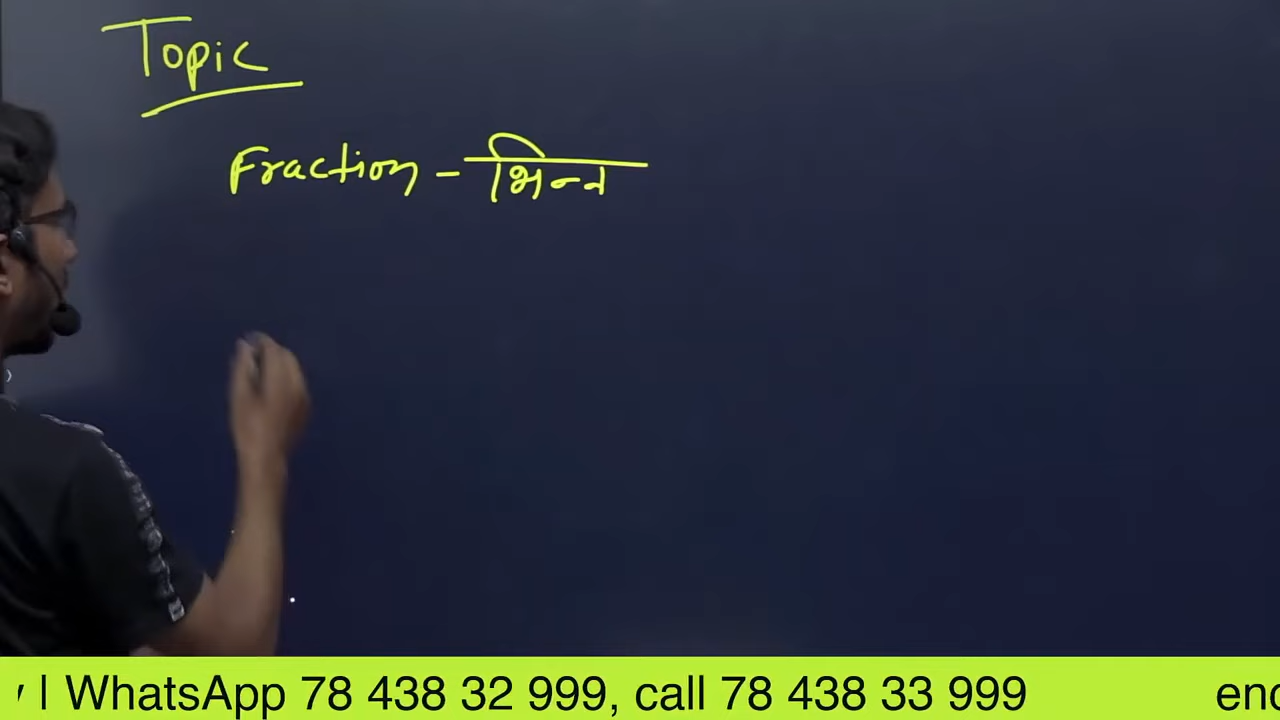 Topic
Fraction - भिन्न
| WhatsApp 78 438 32 999, call 78 438 33 999